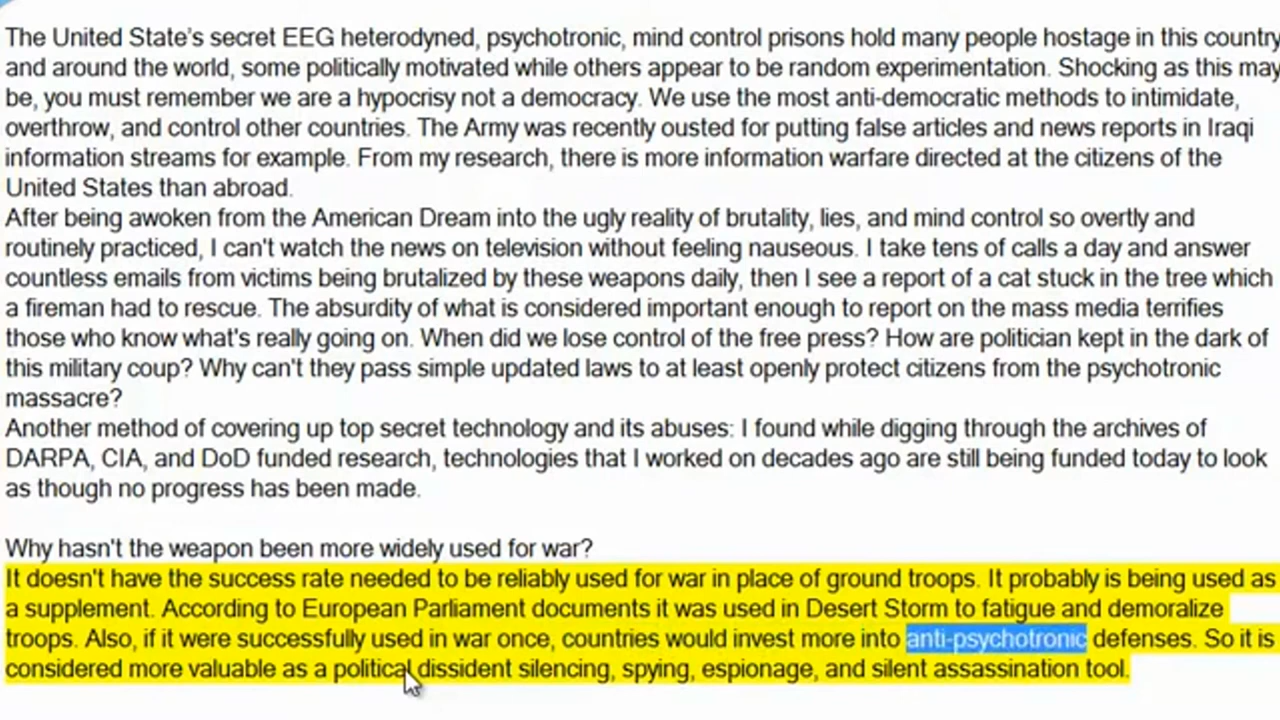 The United State's secret EEG heterodyned, psychotronic, mind control prisons hold many people hostage in this country
and around the world, some politically motivated while others appear to be random experimentation. Shocking as this may
be, you must remember we are a hypocrisy not a democracy. We use the most anti-democratic methods to intimidate,
overthrow, and control other countries. The Army was recently ousted for putting false articles and news reports in Iraqi
information streams for example. From my research, there is more information warfare directed at the citizens of the
United States than abroad.
After being awoken from the American Dream into the ugly reality of brutality, lies, and mind control so overtly and
routinely practiced, I can't watch the news on television without feeling nauseous. I take tens of calls a day and answer
countless emails from victims being brutalized by these weapons daily, then I see a report of a cat stuck in the tree which
a fireman had to rescue. The absurdity of what is considered important enough to report on the mass media terrifies
those who know what's really going on. When did we lose control of the free press? How are politician kept in the dark of
this military coup? Why can't they pass simple updated laws to at least openly protect citizens from the psychotronic
massacre?
Another method of covering up top secret technology and its abuses: I found while digging through the archives of
DARPA, CIA, and DoD funded research, technologies that I worked on decades ago are still being funded today to look
as though no progress has been made.
Why hasn't the weapon been more widely used for war?
It doesn't have the success rate needed to be reliably used for war in place of ground troops. It probably is being used as
a supplement. According to European Parliament documents it was used in Desert Storm to fatigue and demoralize
troops. Also, if it were successfully used in war once, countries would invest more into anti-psychotronic defenses. So it is
considered more valuable as a political dissident silencing, spying, espionage, and silent assassination tool.